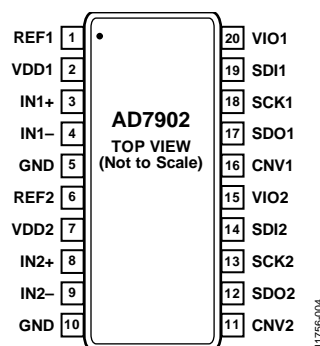 REF1 1
VDD1 2
IN1+ 3
IN1– 4
GND 5
REF2 6
VDD2 7
IN2+ 8
IN2– 9
GND 10
AD7902
TOP VIEW
(Not to Scale)
20 VIO1
19 SDI1
18 SCK1
17 SDO1
16 CNV1
15 VIO2
14 SDI2
13 SCK2
12 SDO2
11 CNV2